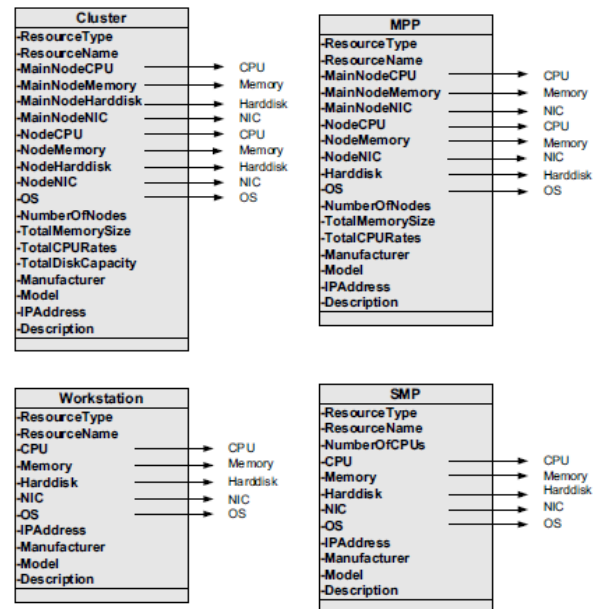 Cluster
-ResourceType
-ResourceName
-MainNodeCPU CPU
-MainNodeMemory Memory
-MainNodeHarddisk Harddisk
-MainNodeNIC NIC
-NodeCPU CPU
-NodeMemory Memory
-NodeHarddisk Harddisk
-NodeNIC NIC
-OS OS
-NumberOfNodes
-TotalMemorySize
-TotalCPURates
-TotalDiskCapacity
-Manufacturer
-Model
-IPAddress
-Description
MPP
-ResourceType
-ResourceName
-MainNodeCPU CPU
-MainNodeMemory Memory
-MainNodeNIC NIC
-NodeCPU CPU
-NodeMemory Memory
-NodeNIC NIC
-Harddisk Harddisk
-OS OS
-NumberOfNodes
-TotalMemorySize
-TotalCPURates
-Manufacturer
-Model
-IPAddress
-Description
Workstation
-ResourceType
-ResourceName
-CPU CPU
-Memory Memory
-Harddisk Harddisk
-NIC NIC
-OS OS
-IPAddress
-Manufacturer
-Model
-Description
SMP
-ResourceType
-ResourceName
-NumberOfCPUs
-CPU CPU
-Memory Memory
-Harddisk Harddisk
-NIC NIC
-OS OS
-IPAddress
-Manufacturer
-Model
-Description